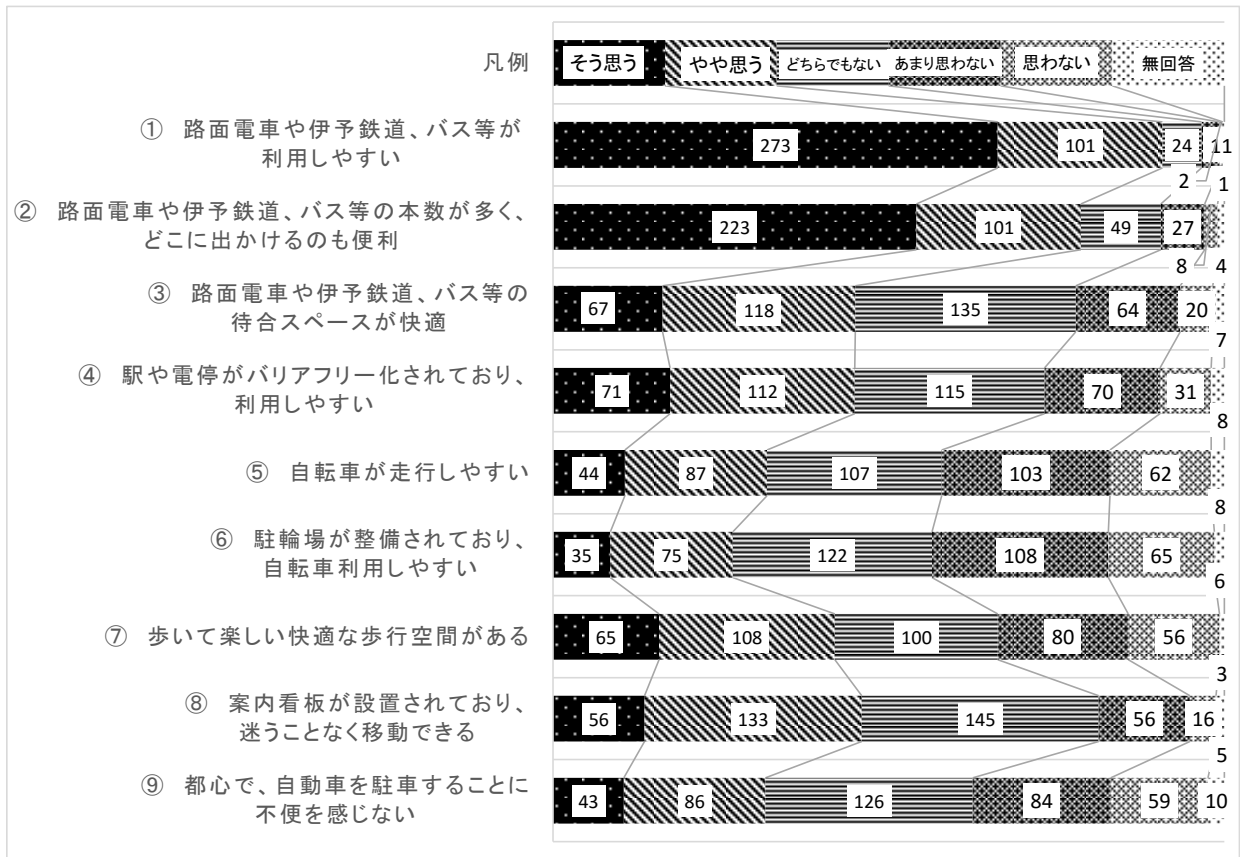 凡例
そう思う やや思う どちらでもない あまり思わない 思わない 無回答
① 路面電車や伊予鉄道、バス等が
利用しやすい
273 101 24 11
2 1
② 路面電車や伊予鉄道、バス等の本数が多く、
どこに出かけるのも便利
223 101 49 27
8 4
③ 路面電車や伊予鉄道、バス等の
待合スペースが快適
67 118 135 64 20
7
④ 駅や電停がバリアフリー化されており、
利用しやすい
71 112 115 70 31
8
⑤ 自転車が走行しやすい
44 87 107 103 62
8
⑥ 駐輪場が整備されており、
自転車利用しやすい
35 75 122 108 65
6
⑦ 歩いて楽しい快適な歩行空間がある
65 108 100 80 56
3
⑧ 案内看板が設置されており、
迷うことなく移動できる
56 133 145 56 16
5
⑨ 都心で、自動車を駐車することに
不便を感じない
43 86 126 84 59 10